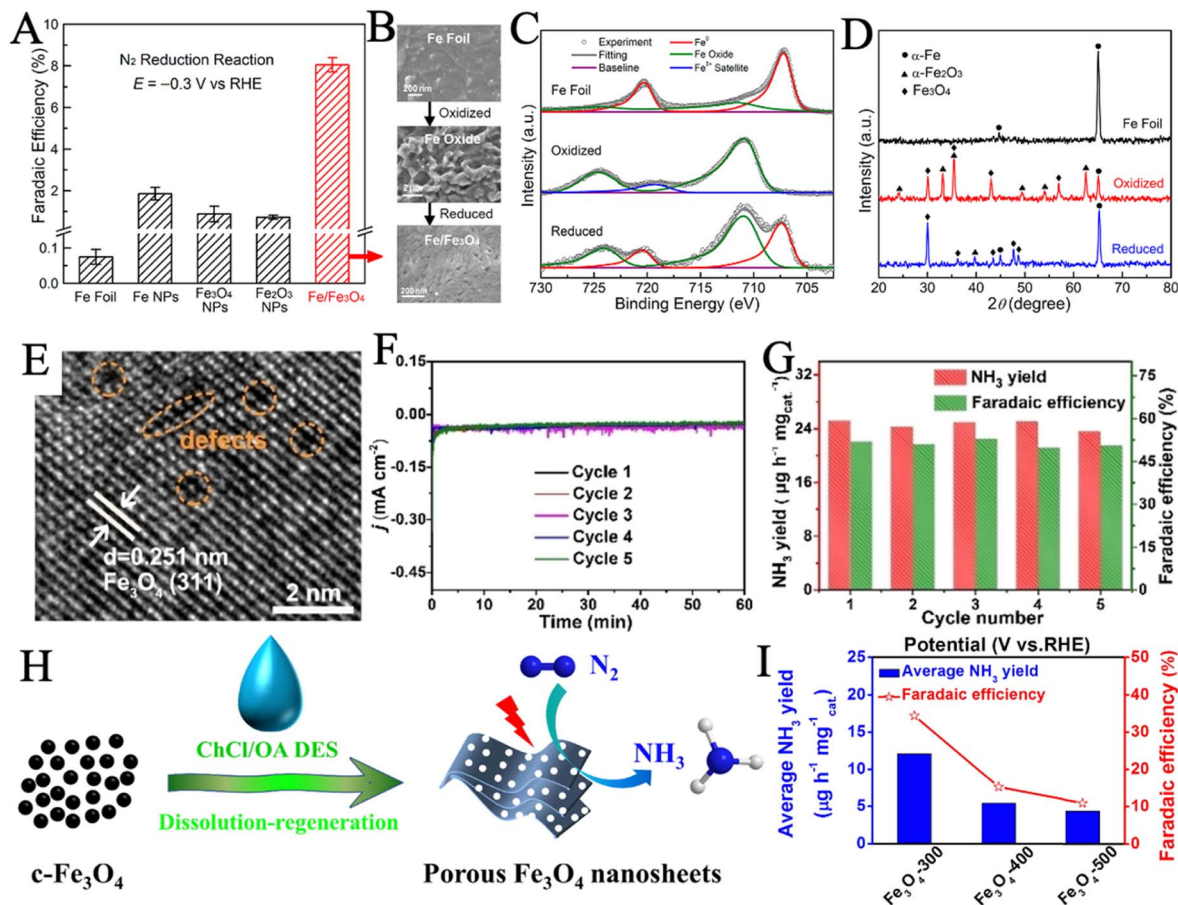 A
Faradaic Efficiency (%)
10
8
6
4
2
0.1
0.0
N₂ Reduction Reaction
E = –0.3 V vs RHE
Fe Foil
Fe NPs
Fe₃O₄
NPs
Fe₂O₃
NPs
Fe/Fe₃O₄
B
Fe Foil
200 nm
Oxidized
Fe Oxide
Reduced
Fe/Fe₃O₄
200 nm
C
Intensity (a.u.)
Experiment
Fitting
Baseline
Fe⁰
Fe Oxide
Fe³⁺ Satellite
Fe Foil
Oxidized
Reduced
730 725 720 715 710 705
Binding Energy (eV)
D
Intensity (a.u.)
α-Fe
α-Fe₂O₃
Fe₃O₄
Fe Foil
Oxidized
Reduced
20 30 40 50 60 70 80
2θ (degree)
E
defects
d=0.251 nm
Fe₃O₄ (311)
2 nm
F
j (mA cm⁻²)
0.15
0.00
-0.15
-0.30
-0.45
Cycle 1
Cycle 2
Cycle 3
Cycle 4
Cycle 5
0 10 20 30 40 50 60
Time (min)
G
NH₃ yield ( μg h⁻¹ mg cat. ⁻¹)
32
24
16
8
0
NH₃ yield
Faradaic efficiency
75
60
45
30
15
0
Faradaic efficiency (%)
1 2 3 4 5
Cycle number
H
ChCl/OA DES
Dissolution-regeneration
c-Fe₃O₄
N₂
NH₃
Porous Fe₃O₄ nanosheets
I
Potential (V vs.RHE)
Average NH₃ yield
(μg h⁻¹ mg⁻¹ cat.)
25
20
15
10
5
0
Average NH₃ yield
Faradaic efficiency
50
40
30
20
10
0
Faradaic efficiency (%)
Fe₃O₄-300
Fe₃O₄-400
Fe₃O₄-500